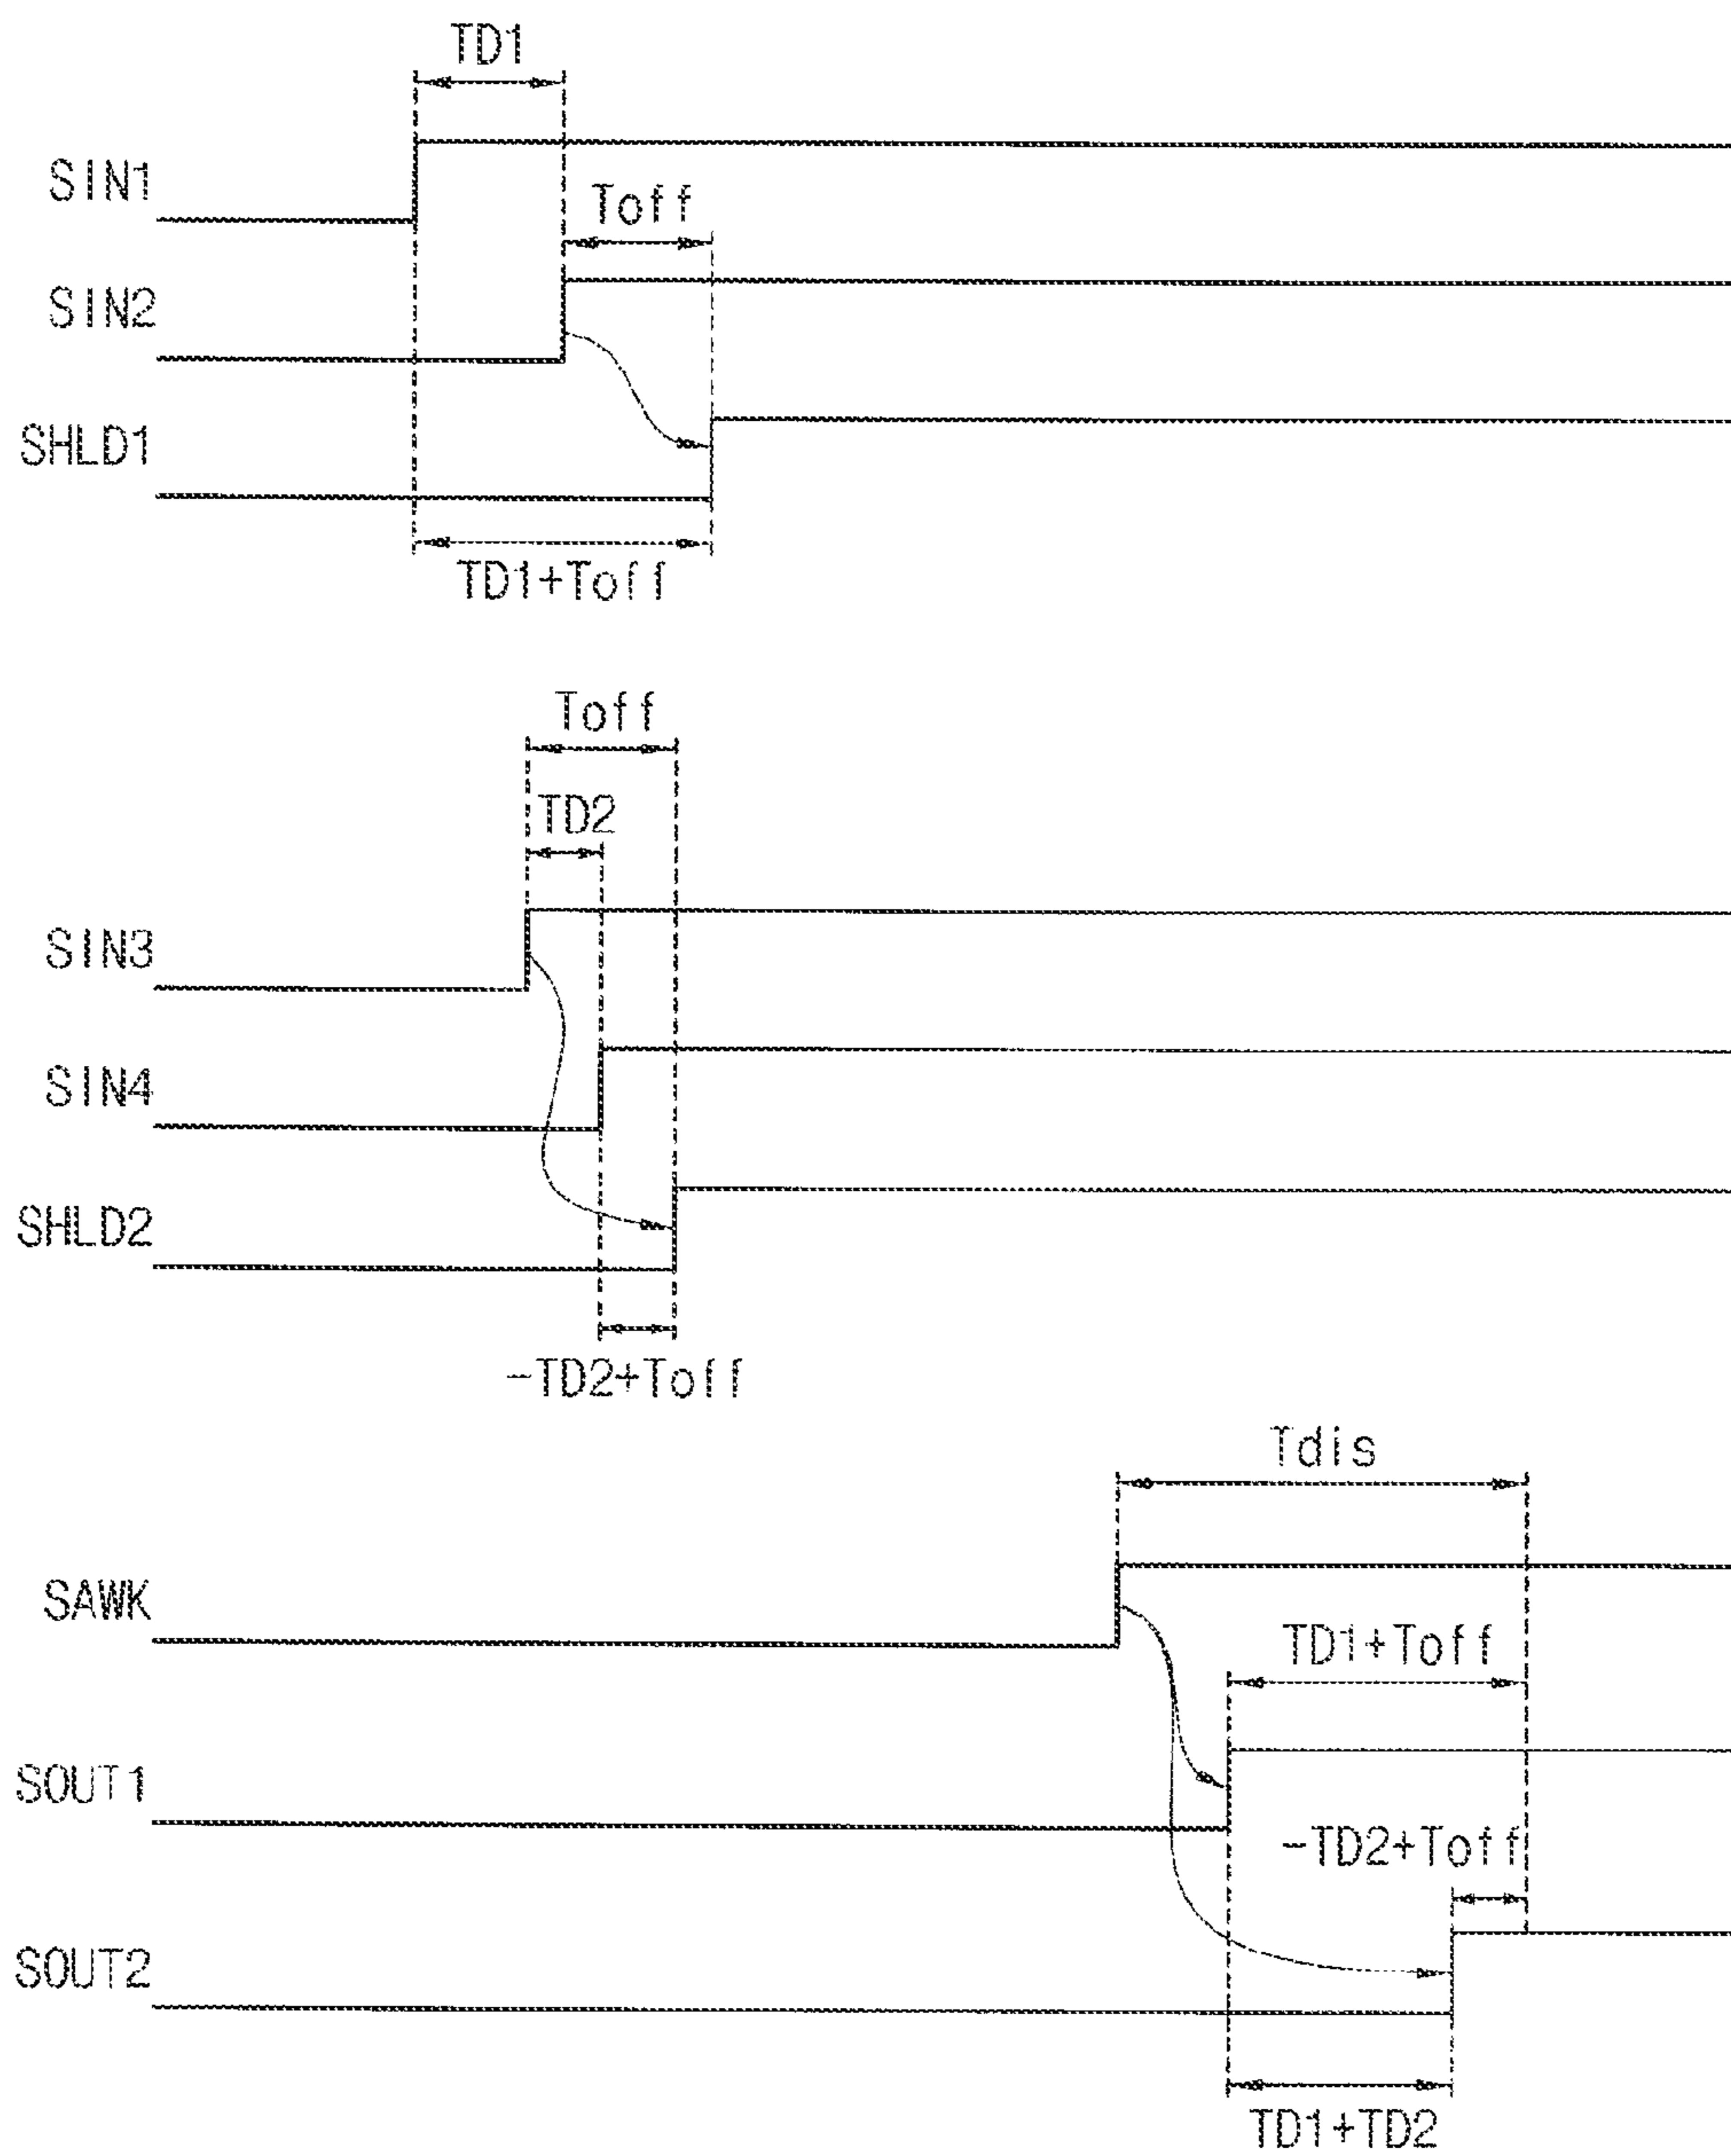 TD1
SIN1
Toff
SIN2
SHLD1
TD1+Toff
Toff
TD2
SIN3
SIN4
SHLD2
-TD2+Toff
Tdis
SAWK
TD1+Toff
SOUT1
-TD2+Toff
SOUT2
TD1+TD2